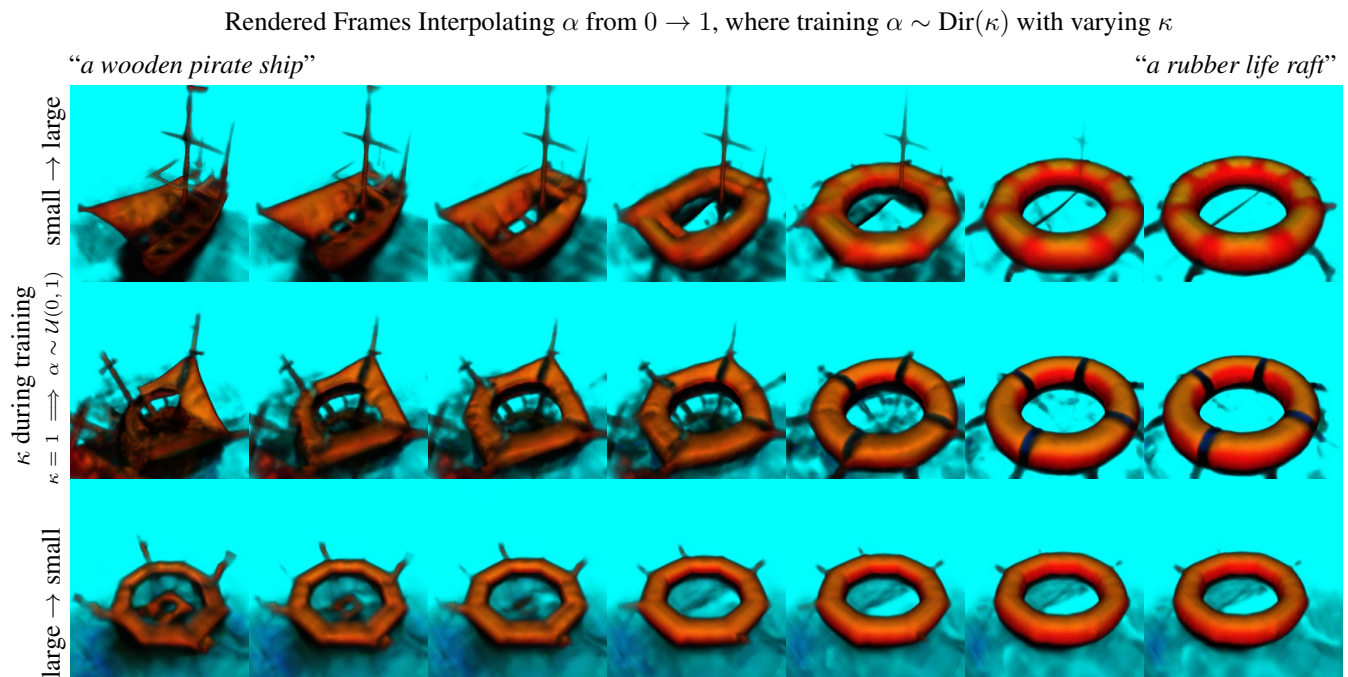 Rendered Frames Interpolating α from 0 → 1, where training α ∼ Dir(κ) with varying κ
“a wooden pirate ship”
“a rubber life raft”
κ during training
small → large
κ = 1 ⟹ α ∼ 𝒰(0, 1)
large → small